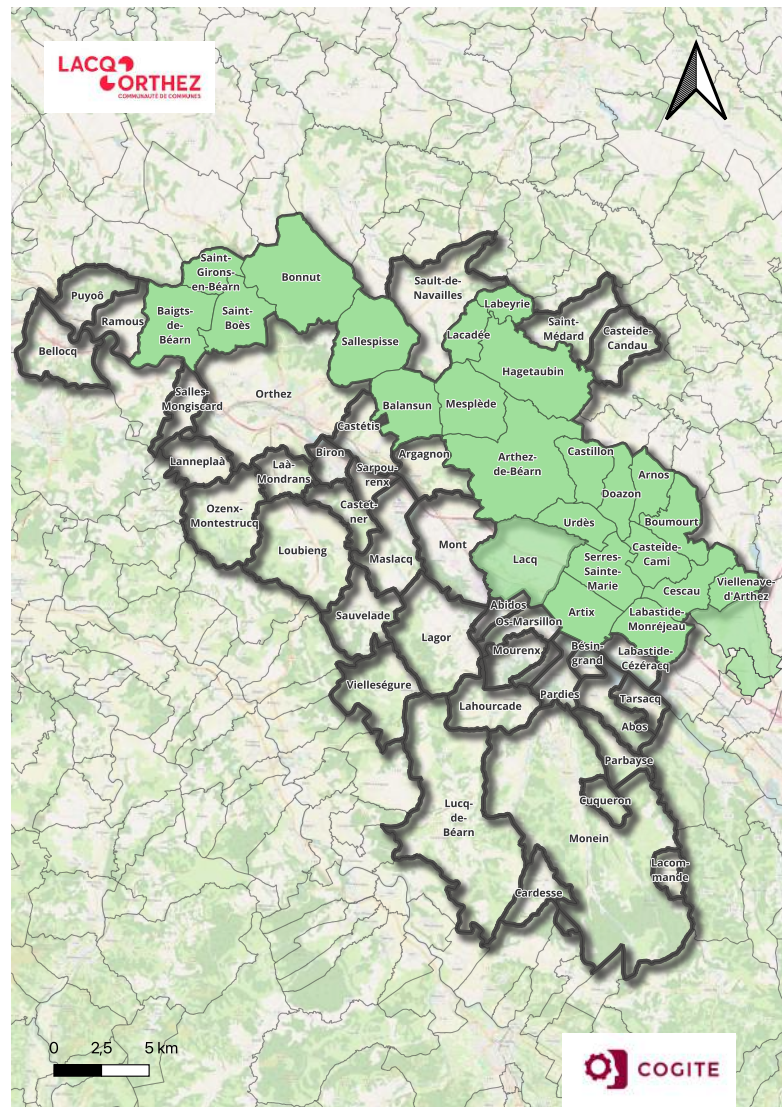 LACQ
ORTHEZ
COMMUNAUTÉ DE COMMUNES
Saint-
Girons-
en-Béarn
Bonnut
Sault-de-
Navailles
Puyoô
Labeyrie
Ramous
Baigts-
de-
Béarn
Saint-
Boès
Saint-
Médard
Casteide-
Candau
Lacadée
Sallespisse
Bellocq
Hagetaubin
Salles-
Mongiscard
Orthez
Balansun
Mesplède
Castétis
Biron
Argagnon
Arthez-
de-Béarn
Castillon
Lanneplaà
Laà-
Mondrans
Sarpou-
renx
Arnos
Doazon
Castet-
ner
Ozenx-
Montestrucq
Urdès
Boumourt
Loubieng
Maslacq
Mont
Lacq
Serres-
Sainte-
Marie
Casteide-
Cami
Viellenave-
d'Arthez
Cescau
Abidos
Artix
Sauvelade
Os-Marsillon
Labastide-
Monréjeau
Lagor
Mourenx
Bésin-
grand
Labastide-
Cézéracq
Vielleségure
Pardies
Tarsacq
Lahourcade
Abos
Parbayse
Cuqueron
Lucq-
de-
Béarn
Monein
Lacom-
mande
Cardesse
0 2,5 5 km
COGITE